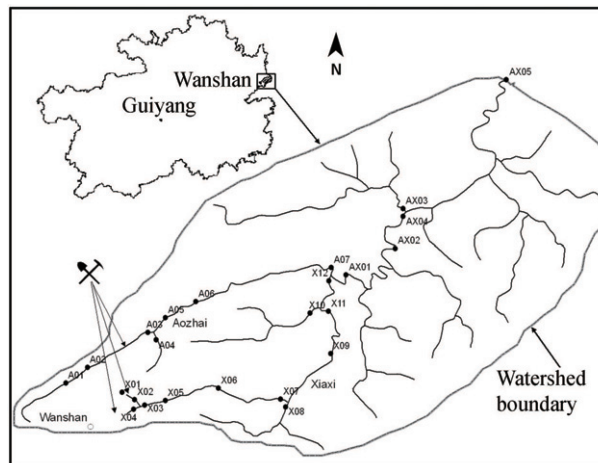 Wanshan
Guiyang
N
AX05
AX03
AX04
AX02
A07
AX01
X12
A06
X10
X11
A05
Aozhai
A03
A04
X09
A02
A01
X01
X02
X06
Xiaxi
X05
X07
X03
X04
X08
Wanshan
Watershed
boundary